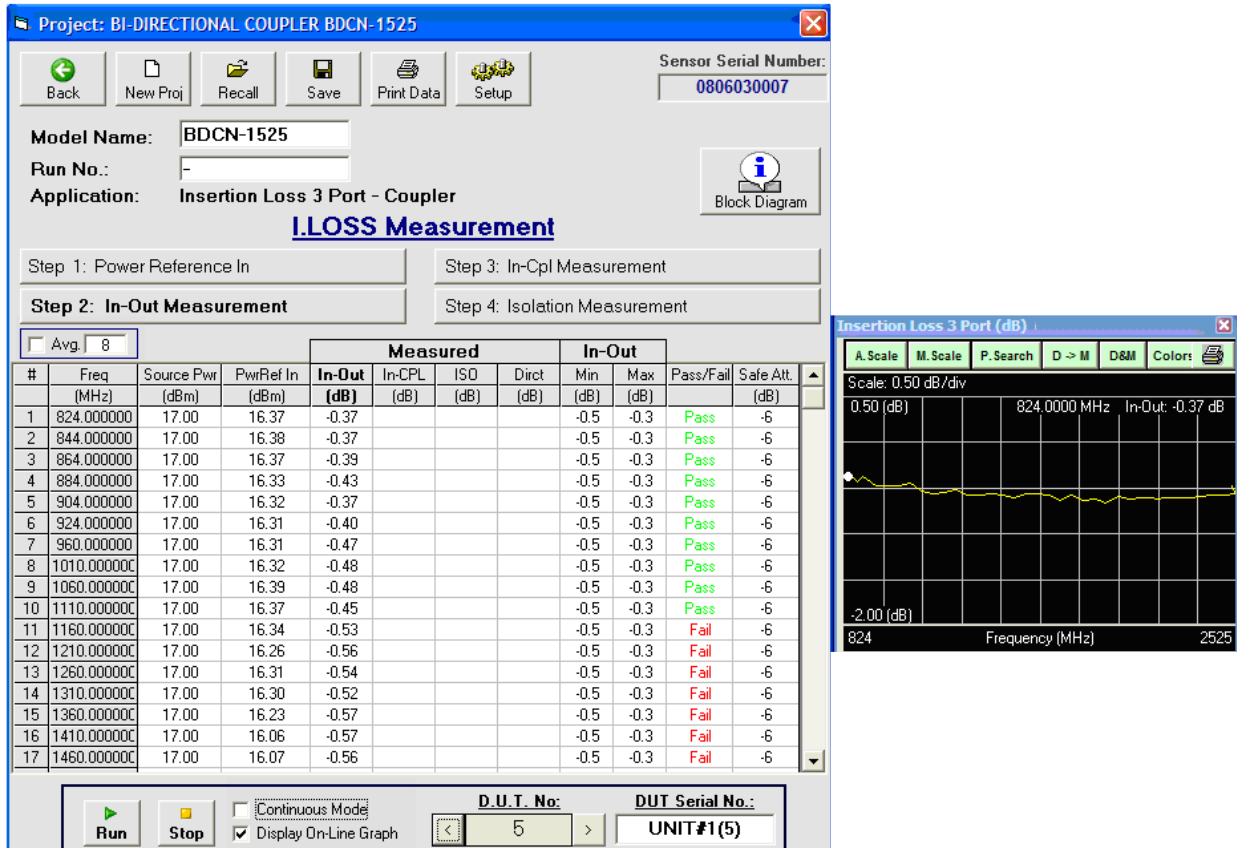 Project: BI-DIRECTIONAL COUPLER BDCN-1525
Back New Proj Recall Save Print Data Setup
Sensor Serial Number:
0806030007
Model Name: BDCN-1525
Run No.: -
Application: Insertion Loss 3 Port - Coupler
Block Diagram
I.LOSS Measurement
Step 1: Power Reference In
Step 3: In-Cpl Measurement
Step 2: In-Out Measurement
Step 4: Isolation Measurement
Avg. 8
Measured In-Out
# Freq Source Pwr PwrRef In In-Out In-CPL ISO Dirct Min Max Pass/Fail Safe Att.
(MHz) (dBm) (dBm) (dB) (dB) (dB) (dB) (dB) (dB) (dB)
1 824.000000 17.00 16.37 -0.37 -0.5 -0.3 Pass -6
2 844.000000 17.00 16.38 -0.37 -0.5 -0.3 Pass -6
3 864.000000 17.00 16.37 -0.39 -0.5 -0.3 Pass -6
4 884.000000 17.00 16.33 -0.43 -0.5 -0.3 Pass -6
5 904.000000 17.00 16.32 -0.37 -0.5 -0.3 Pass -6
6 924.000000 17.00 16.31 -0.40 -0.5 -0.3 Pass -6
7 960.000000 17.00 16.31 -0.47 -0.5 -0.3 Pass -6
8 1010.000000 17.00 16.32 -0.48 -0.5 -0.3 Pass -6
9 1060.000000 17.00 16.39 -0.48 -0.5 -0.3 Pass -6
10 1110.000000 17.00 16.37 -0.45 -0.5 -0.3 Pass -6
11 1160.000000 17.00 16.34 -0.53 -0.5 -0.3 Fail -6
12 1210.000000 17.00 16.26 -0.56 -0.5 -0.3 Fail -6
13 1260.000000 17.00 16.31 -0.54 -0.5 -0.3 Fail -6
14 1310.000000 17.00 16.30 -0.52 -0.5 -0.3 Fail -6
15 1360.000000 17.00 16.23 -0.57 -0.5 -0.3 Fail -6
16 1410.000000 17.00 16.06 -0.57 -0.5 -0.3 Fail -6
17 1460.000000 17.00 16.07 -0.56 -0.5 -0.3 Fail -6
Run Stop
Continuous Mode
Display On-Line Graph
D.U.T. No:
< 5 >
DUT Serial No.:
UNIT#1(5)
Insertion Loss 3 Port (dB)
A.Scale M.Scale P.Search D -> M D&M Colors
Scale: 0.50 dB/div
0.50 (dB) 824.0000 MHz In-Out: -0.37 dB
-2.00 (dB)
824 Frequency (MHz) 2525